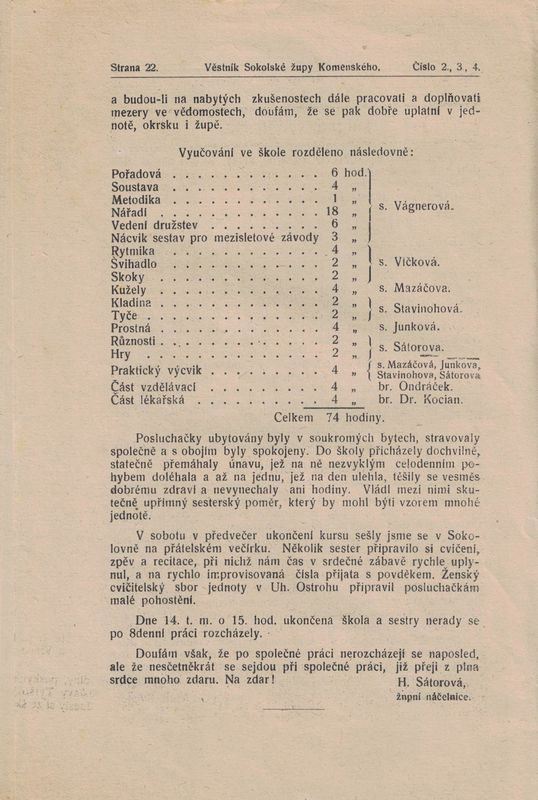 Strana 22. Věstník Sokolské župy Komenského. Číslo 2., 3, 4.
a budou-li na nabytých zkušenostech dále pracovati a doplňovati
mezery ve vědomostech, doufám, že se pak dobře uplatní v jed-
notě, okrsku i župě.
Vyučování ve škole rozděleno následovně:
Pořadová . . . . . . . . . . . . 6 hod.
Soustava . . . . . . . . . . . . 4 „
Metodika . . . . . . . . . . . . 1 „
s. Vágnerová.
Nářadí . . . . . . . . . . . . . 18 „
Vedení družstev . . . . . . . . . 6 „
Nácvik sestav pro mezisletové závody 3 „
Rytmika . . . . . . . . . . . . 4 „
Švihadlo . . . . . . . . . . . . 2 „ s. Vlčková.
Skoky . . . . . . . . . . . . . 2 „
Kužely . . . . . . . . . . . . . 4 „ s. Mazáčova.
Kladina . . . . . . . . . . . . 2 „
s. Stavinohová.
Tyče . . . . . . . . . . . . . . 2 „
Prostná . . . . . . . . . . . . 4 „ s. Junková.
Různosti . . . . . . . . . . . . 2 „
s. Sátorova.
Hry . . . . . . . . . . . . . . 2 „
Praktický výcvik . . . . . . . . 4 „ s. Mazáčová, Junkova,
Stavinohova, Sátorova
Část vzdělávací . . . . . . . . . 4 „ br. Ondráček.
Část lékařská . . . . . . . . . . 4 „ br. Dr. Kocian.
Celkem 74 hodiny.
Posluchačky ubytovány byly v soukromých bytech, stravovaly
společně a s obojím byly spokojeny. Do školy přicházely dochvilně,
statečně přemáhaly únavu, jež na ně nezvyklým celodenním po-
hybem doléhala a až na jednu, jež na den ulehla, těšily se vesměs
dobrému zdraví a nevynechaly ani hodiny. Vládl mezi nimi sku-
tečně upřímný sesterský poměr, který by mohl býti vzorem mnohé
jednotě.
V sobotu v předvečer ukončení kursu sešly jsme se v Soko-
lovně na přátelském večírku. Několik sester připravilo si cvičení,
zpěv a recitace, při nichž nám čas v srdečné zábavě rychle uply-
nul, a na rychlo improvisovaná čísla přijata s povděkem. Ženský
cvičitelský sbor jednoty v Uh. Ostrohu připravil posluchačkám
malé pohostění.
Dne 14. t. m. o 15. hod. ukončena škola a sestry nerady se
po 8denní práci rozcházely.
Doufám však, že po společné práci nerozcházejí se naposled,
ale že nesčetněkrát se sejdou při společné práci, jíž přeji z plna
srdce mnoho zdaru. Na zdar!
H. Sátorová,
župní náčelnice.